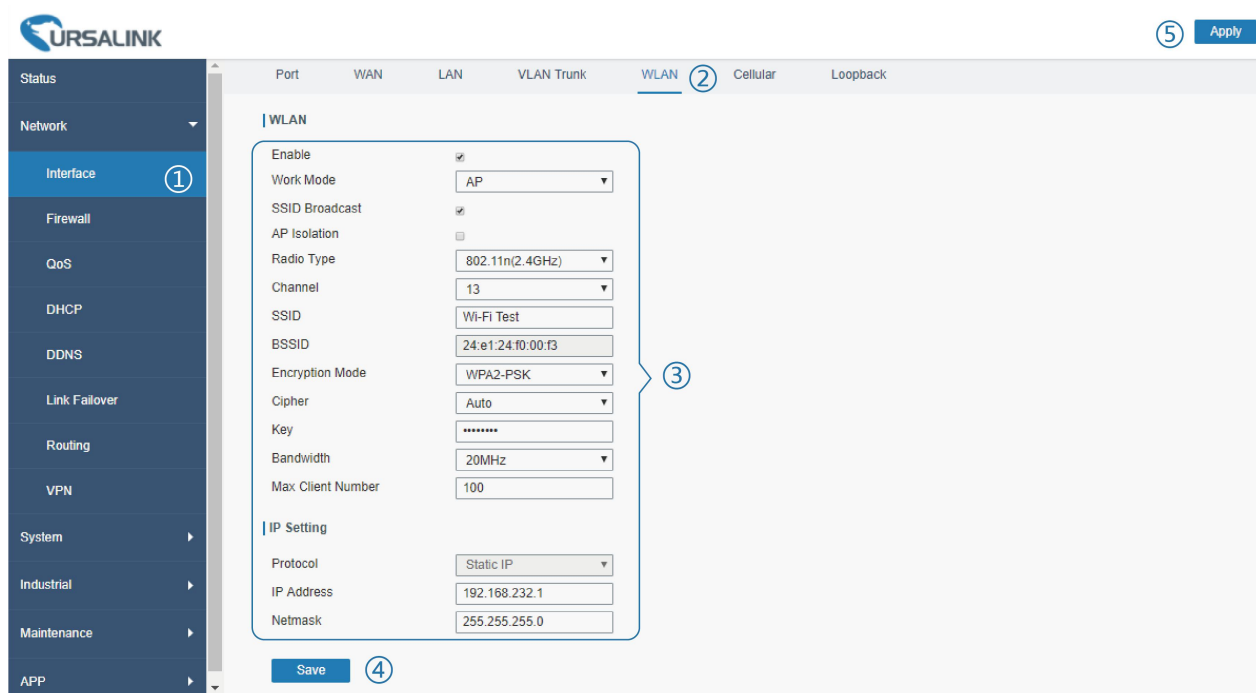 URSALINK
⑤ Apply
Status
Network
Interface ①
Firewall
QoS
DHCP
DDNS
Link Failover
Routing
VPN
System
Industrial
Maintenance
APP
Port WAN LAN VLAN Trunk WLAN ② Cellular Loopback
WLAN
Enable
Work Mode AP
SSID Broadcast
AP Isolation
Radio Type 802.11n(2.4GHz)
Channel 13
SSID Wi-Fi Test
BSSID 24:e1:24:f0:00:f3
Encryption Mode WPA2-PSK
③
Cipher Auto
Key ••••••••
Bandwidth 20MHz
Max Client Number 100
IP Setting
Protocol Static IP
IP Address 192.168.232.1
Netmask 255.255.255.0
Save ④